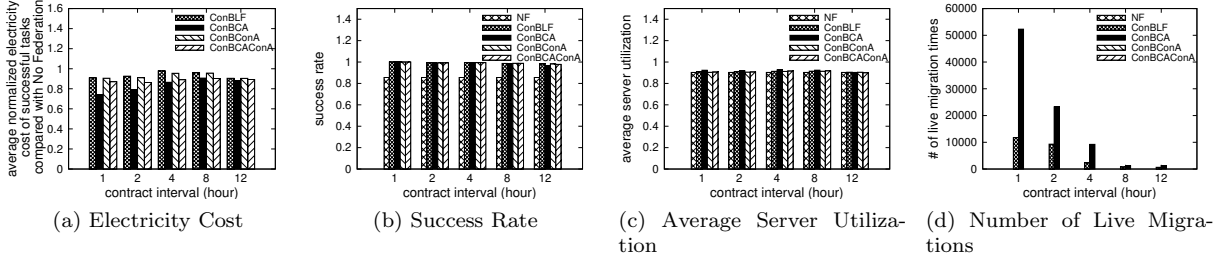 average normalized electricity
cost of successful tasks
compared with No Federation
1.6
1.4
1.2
1
0.8
0.6
0.4
0.2
0
ConBLF
ConBCA
ConBConA
ConBCAConA
1 2 4 8 12
contract interval (hour)
(a) Electricity Cost
success rate
1.4
1.2
1
0.8
0.6
0.4
0.2
0
NF
ConBLF
ConBCA
ConBConA
ConBCAConA
1 2 4 8 12
contract interval (hour)
(b) Success Rate
average server utilization
1.4
1.2
1
0.8
0.6
0.4
0.2
0
NF
ConBLF
ConBCA
ConBConA
ConBCAConA
1 2 4 8 12
contract interval (hour)
(c) Average Server Utiliza-
tion
# of live migration times
60000
50000
40000
30000
20000
10000
0
NF
ConBLF
ConBCA
ConBConA
ConBCAConA
1 2 4 8 12
contract interval (hour)
(d) Number of Live Migra-
tions